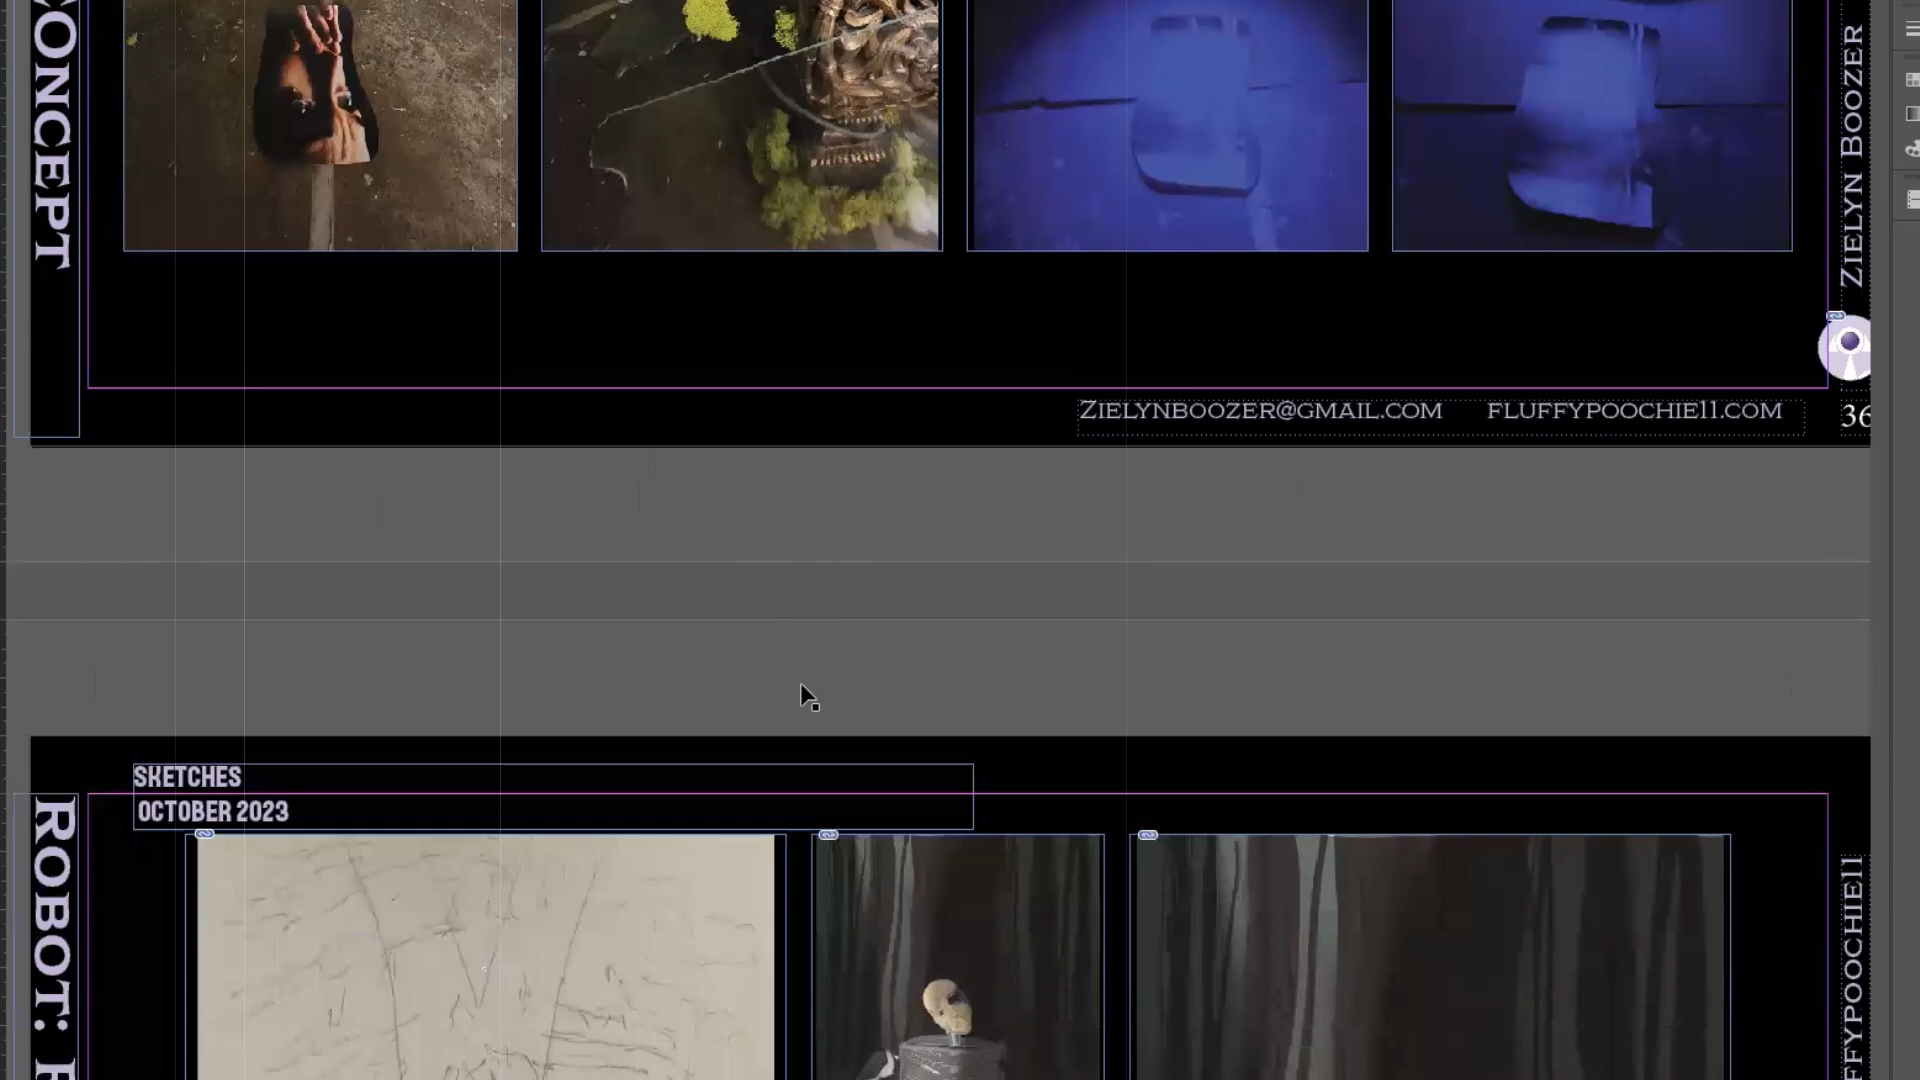 CONCEPT
ZIELYN BOOZER
ZIELYNBOOZER@GMAIL.COM FLUFFYPOOCHIE11.COM
36
SKETCHES
OCTOBER 2023
ROBOT:
FFYPOOCHIE11